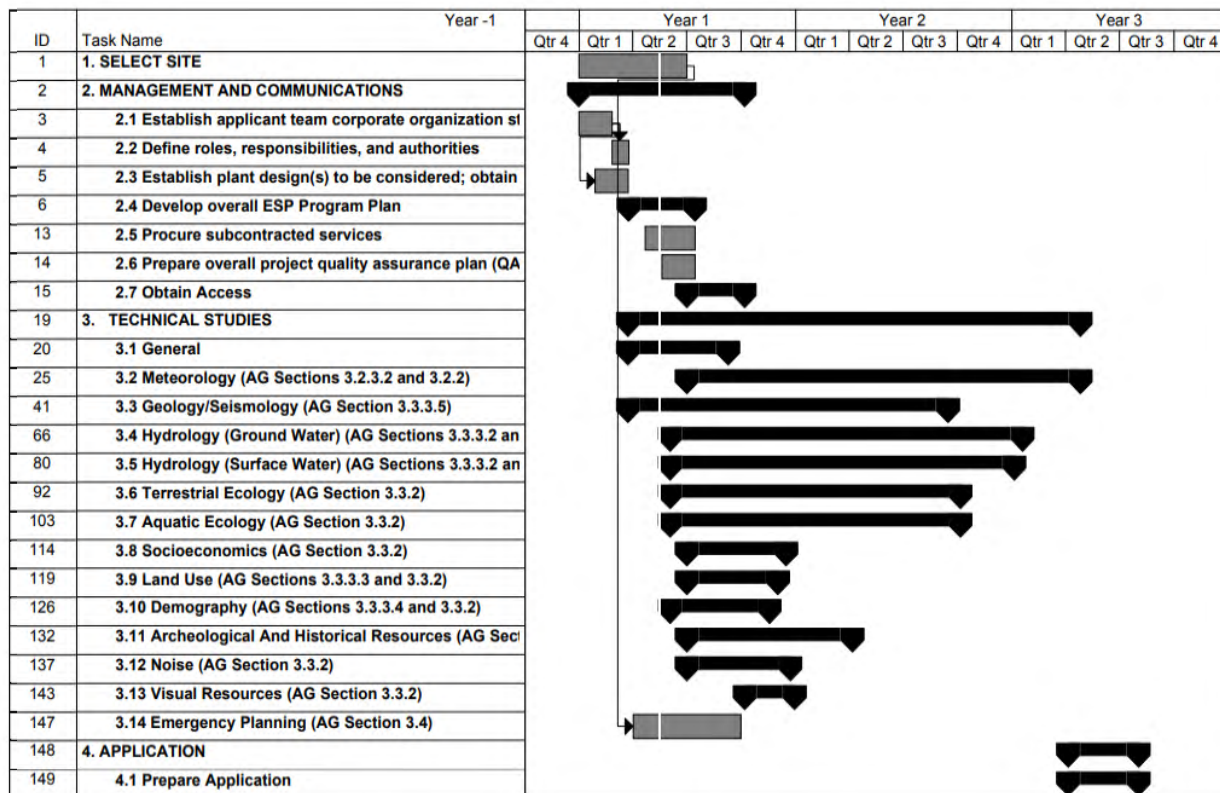 Year -1 Year 1 Year 2 Year 3
ID Task Name Qtr 4 Qtr 1 Qtr 2 Qtr 3 Qtr 4 Qtr 1 Qtr 2 Qtr 3 Qtr 4 Qtr 1 Qtr 2 Qtr 3 Qtr 4
1 1. SELECT SITE
2 2. MANAGEMENT AND COMMUNICATIONS
3 2.1 Establish applicant team corporate organization st
4 2.2 Define roles, responsibilities, and authorities
5 2.3 Establish plant design(s) to be considered; obtain
6 2.4 Develop overall ESP Program Plan
13 2.5 Procure subcontracted services
14 2.6 Prepare overall project quality assurance plan (QA
15 2.7 Obtain Access
19 3. TECHNICAL STUDIES
20 3.1 General
25 3.2 Meteorology (AG Sections 3.2.3.2 and 3.2.2)
41 3.3 Geology/Seismology (AG Section 3.3.3.5)
66 3.4 Hydrology (Ground Water) (AG Sections 3.3.3.2 an
80 3.5 Hydrology (Surface Water) (AG Sections 3.3.3.2 an
92 3.6 Terrestrial Ecology (AG Section 3.3.2)
103 3.7 Aquatic Ecology (AG Section 3.3.2)
114 3.8 Socioeconomics (AG Section 3.3.2)
119 3.9 Land Use (AG Sections 3.3.3.3 and 3.3.2)
126 3.10 Demography (AG Sections 3.3.3.4 and 3.3.2)
132 3.11 Archeological And Historical Resources (AG Sect
137 3.12 Noise (AG Section 3.3.2)
143 3.13 Visual Resources (AG Section 3.3.2)
147 3.14 Emergency Planning (AG Section 3.4)
148 4. APPLICATION
149 4.1 Prepare Application